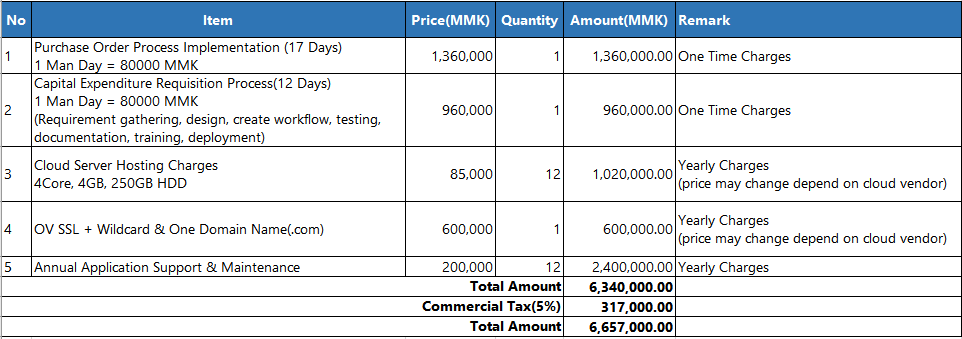 No Item Price(MMK) Quantity Amount(MMK) Remark
1 Purchase Order Process Implementation (17 Days)
1 Man Day = 80000 MMK 1,360,000 1 1,360,000.00 One Time Charges
2 Capital Expenditure Requisition Process(12 Days)
1 Man Day = 80000 MMK
(Requirement gathering, design, create workflow, testing,
documentation, training, deployment) 960,000 1 960,000.00 One Time Charges
3 Cloud Server Hosting Charges
4Core, 4GB, 250GB HDD 85,000 12 1,020,000.00 Yearly Charges
(price may change depend on cloud vendor)
4 OV SSL + Wildcard & One Domain Name(.com) 600,000 1 600,000.00 Yearly Charges
(price may change depend on cloud vendor)
5 Annual Application Support & Maintenance 200,000 12 2,400,000.00 Yearly Charges
Total Amount 6,340,000.00
Commercial Tax(5%) 317,000.00
Total Amount 6,657,000.00